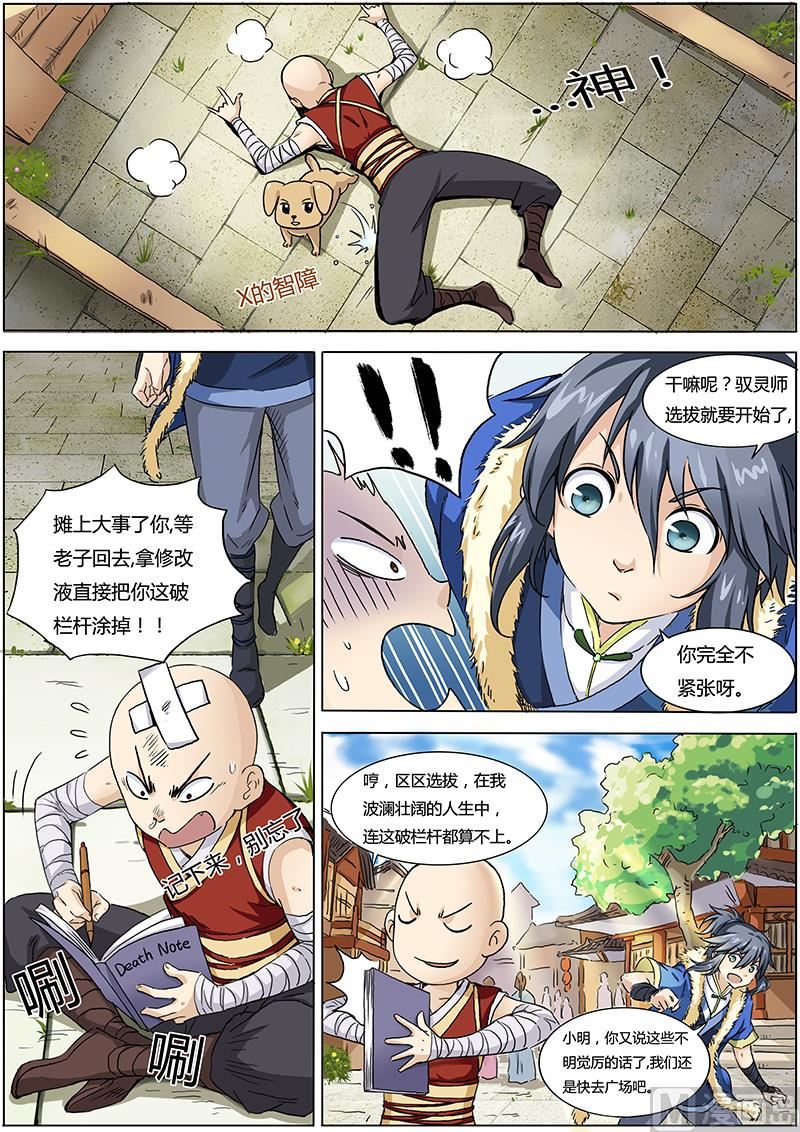 ...神！
X的智障
摊上大事了你,等
老子回去,拿修改
液直接把你这破
栏杆涂掉！！
记下来，别忘了
Death Note
唰
唰
!!
干嘛呢？驭灵师
选拔就要开始了,
你完全不
紧张呀。
哼，区区选拔，在我
波澜壮阔的人生中，
连这破栏杆都算不上。
小明，你又说这些不
明觉厉的话了,我们还
是快去广场吧。
漫画岛